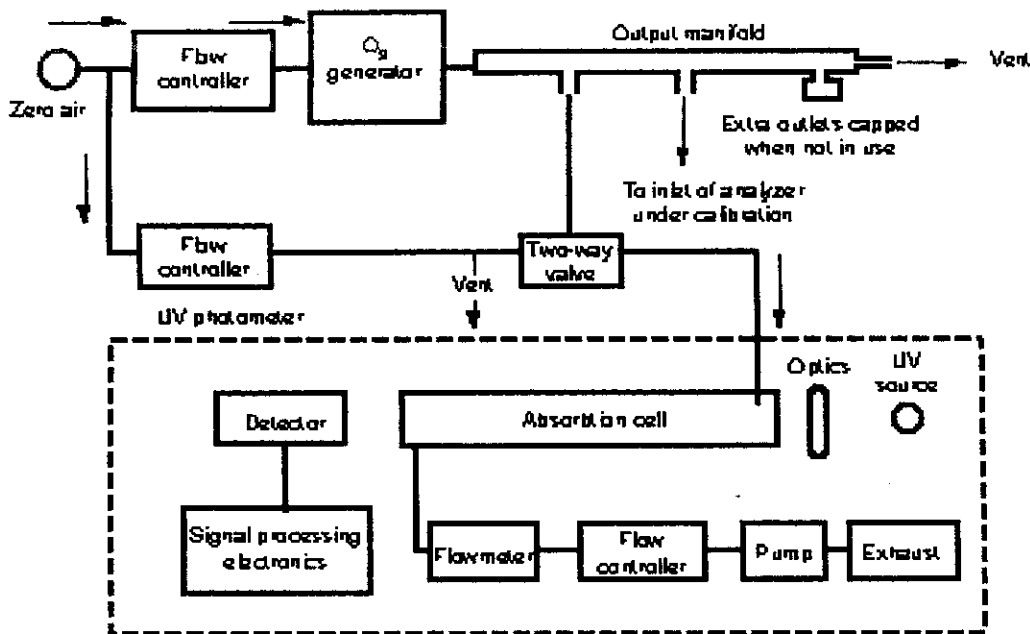 Flow
controller
O3
generator
Output manifold
Vent
Zero air
Extra outlets capped
when not in use
To inlet of analyzer
under calibration
Flow
controller
Vent
Two-way
valve
UV photometer
Optics
UV
source
Detector
Absorption cell
Signal processing
electronics
Flowmeter
Flow
controller
Pump
Exhaust